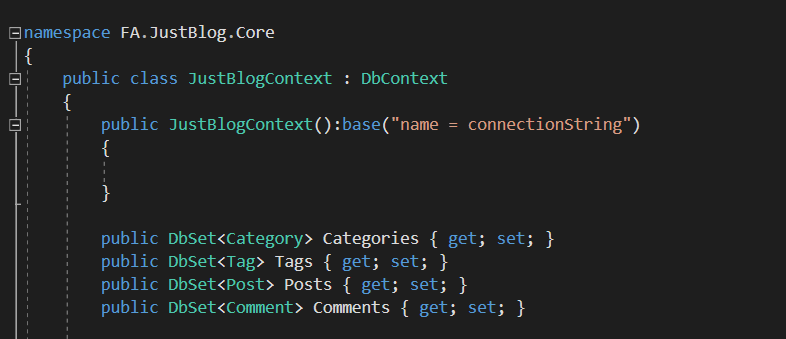 namespace FA.JustBlog.Core
{
public class JustBlogContext : DbContext
{
public JustBlogContext():base("name = connectionString")
{
}
public DbSet<Category> Categories { get; set; }
public DbSet<Tag> Tags { get; set; }
public DbSet<Post> Posts { get; set; }
public DbSet<Comment> Comments { get; set; }